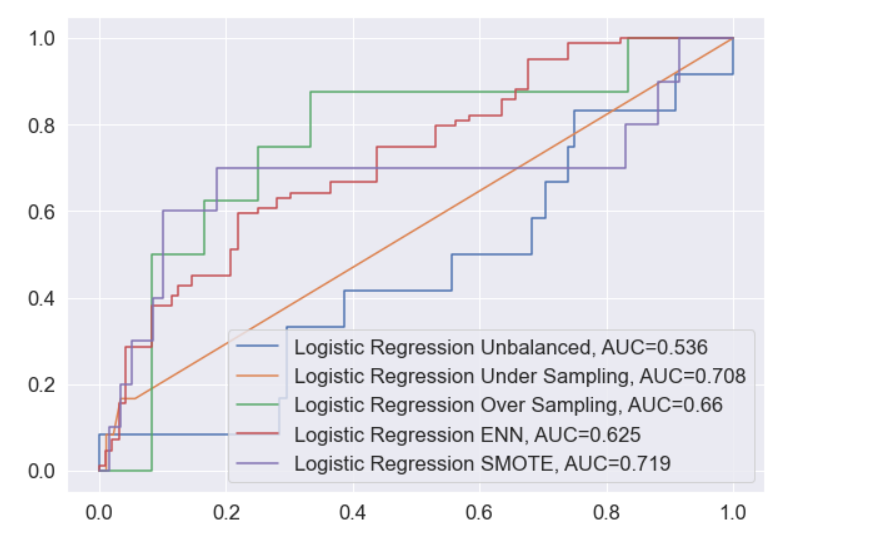 1.0
0.8
0.6
0.4
0.2
0.0
Logistic Regression Unbalanced, AUC=0.536
Logistic Regression Under Sampling, AUC=0.708
Logistic Regression Over Sampling, AUC=0.66
Logistic Regression ENN, AUC=0.625
Logistic Regression SMOTE, AUC=0.719
0.0 0.2 0.4 0.6 0.8 1.0